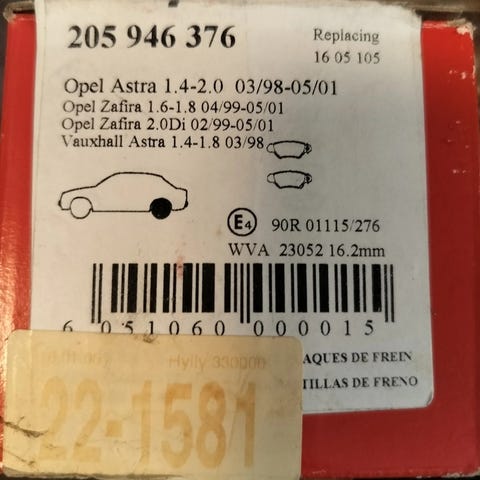 205 946 376
Replacing
16 05 105
Opel Astra 1.4-2.0 03/98-05/01
Opel Zafira 1.6-1.8 04/99-05/01
Opel Zafira 2.0Di 02/99-05/01
Vauxhall Astra 1.4-1.8 03/98
E4 90R 01115/276
WVA 23052 16.2mm
6 051060 000015
AQUES DE FREIN
TILLAS DE FRENO
Hylly 330000
22-1581